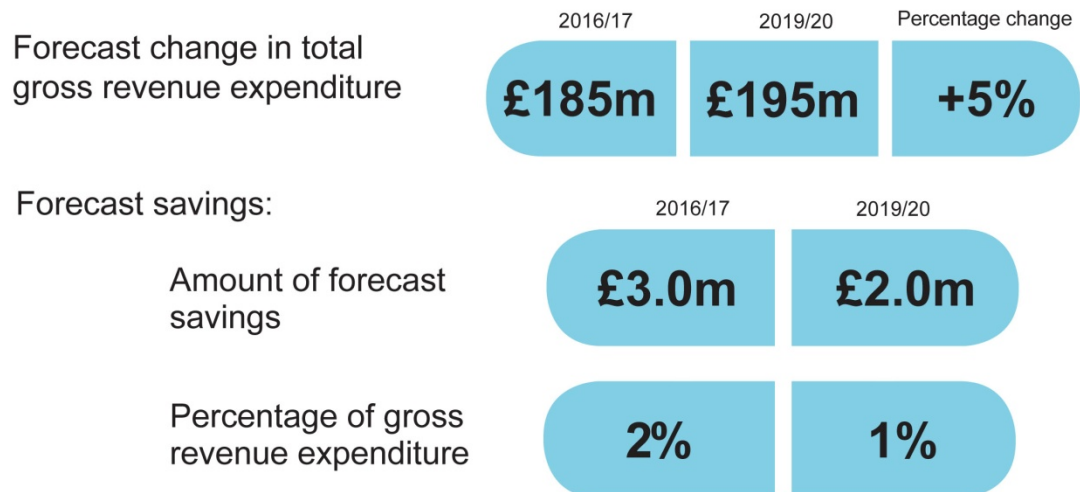 2016/17 2019/20 Percentage change
Forecast change in total
gross revenue expenditure
£185m £195m +5%
Forecast savings:
2016/17 2019/20
Amount of forecast
savings
£3.0m £2.0m
Percentage of gross
revenue expenditure
2% 1%